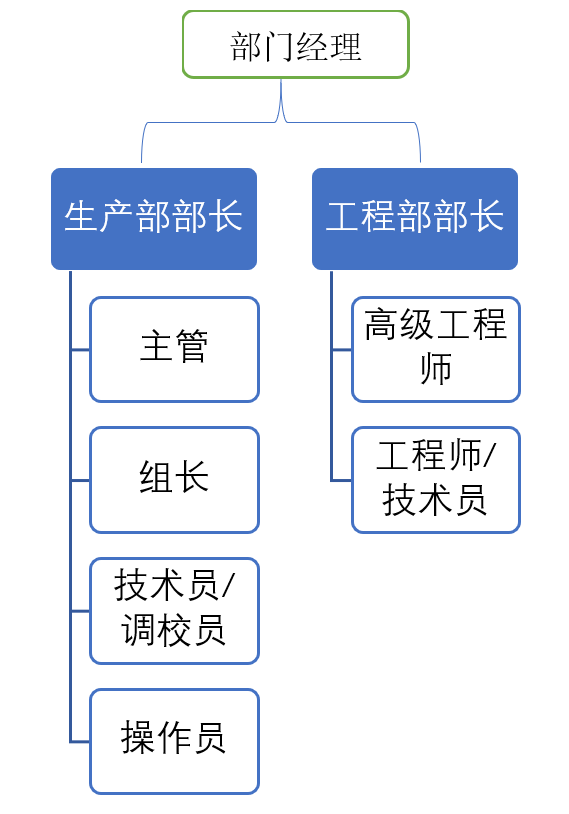 部门经理
生产部部长
工程部部长
主管
高级工程
师
组长
工程师/
技术员
技术员/
调校员
操作员